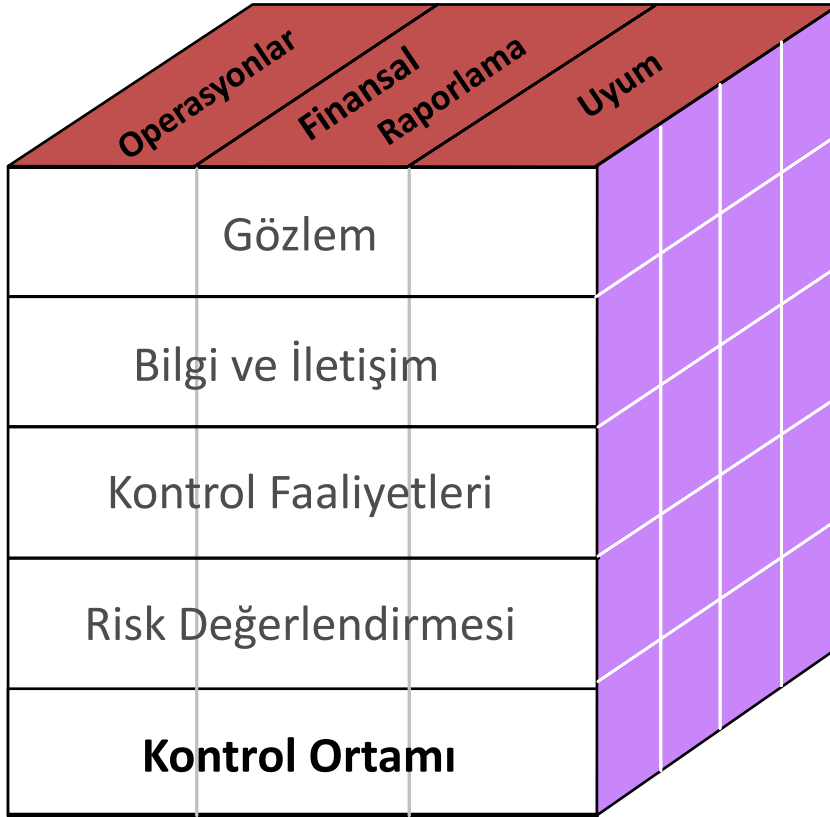 Operasyonlar
Finansal
Raporlama
Uyum
Gözlem
Bilgi ve İletişim
Kontrol Faaliyetleri
Risk Değerlendirmesi
Kontrol Ortamı